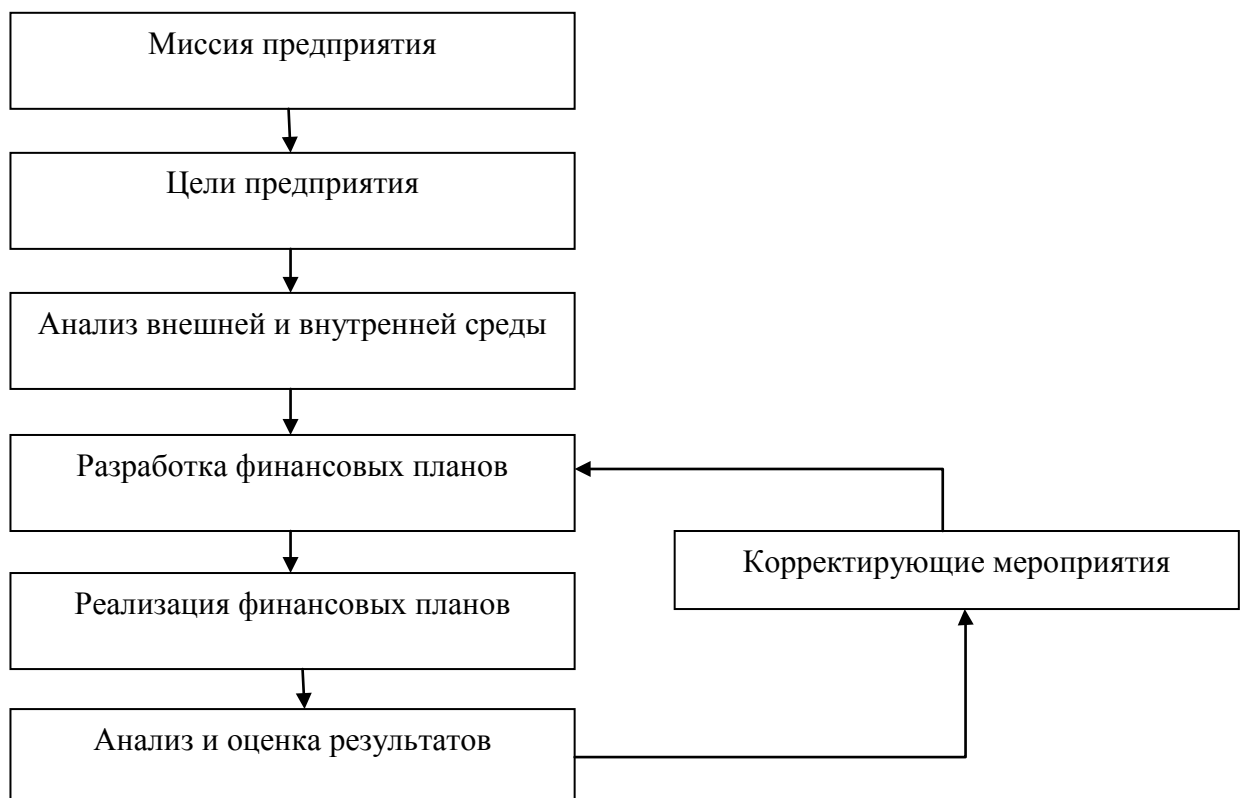 Миссия предприятия
Цели предприятия
Анализ внешней и внутренней среды
Разработка финансовых планов
Корректирующие мероприятия
Реализация финансовых планов
Анализ и оценка результатов